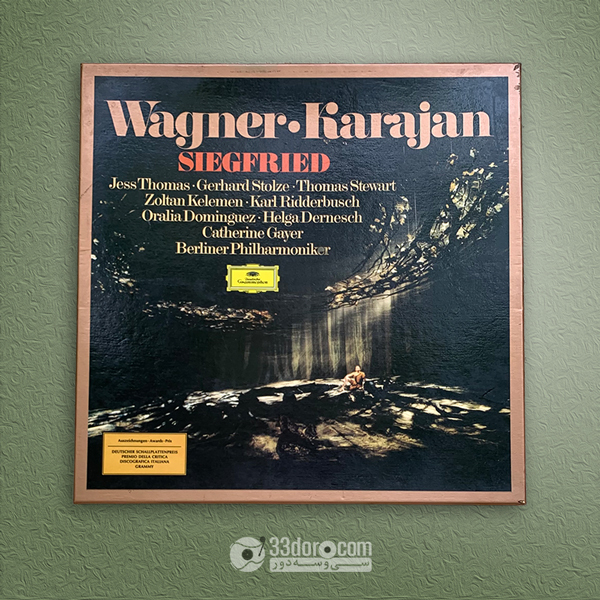 Wagner·Karajan
SIEGFRIED
Jess Thomas · Gerhard Stolze · Thomas Stewart
Zoltan Kelemen · Karl Ridderbusch
Oralia Dominguez · Helga Dernesch
Catherine Gayer
Berliner Philharmoniker
Deutsche
Grammophon
Auszeichnungen · Awards · Prix
DEUTSCHER SCHALLPLATTENPREIS
PREMIO DELLA CRITICA
DISCOGRAFICA ITALIANA
GRAMMY
33doro.com
سی‌وسه‌دور